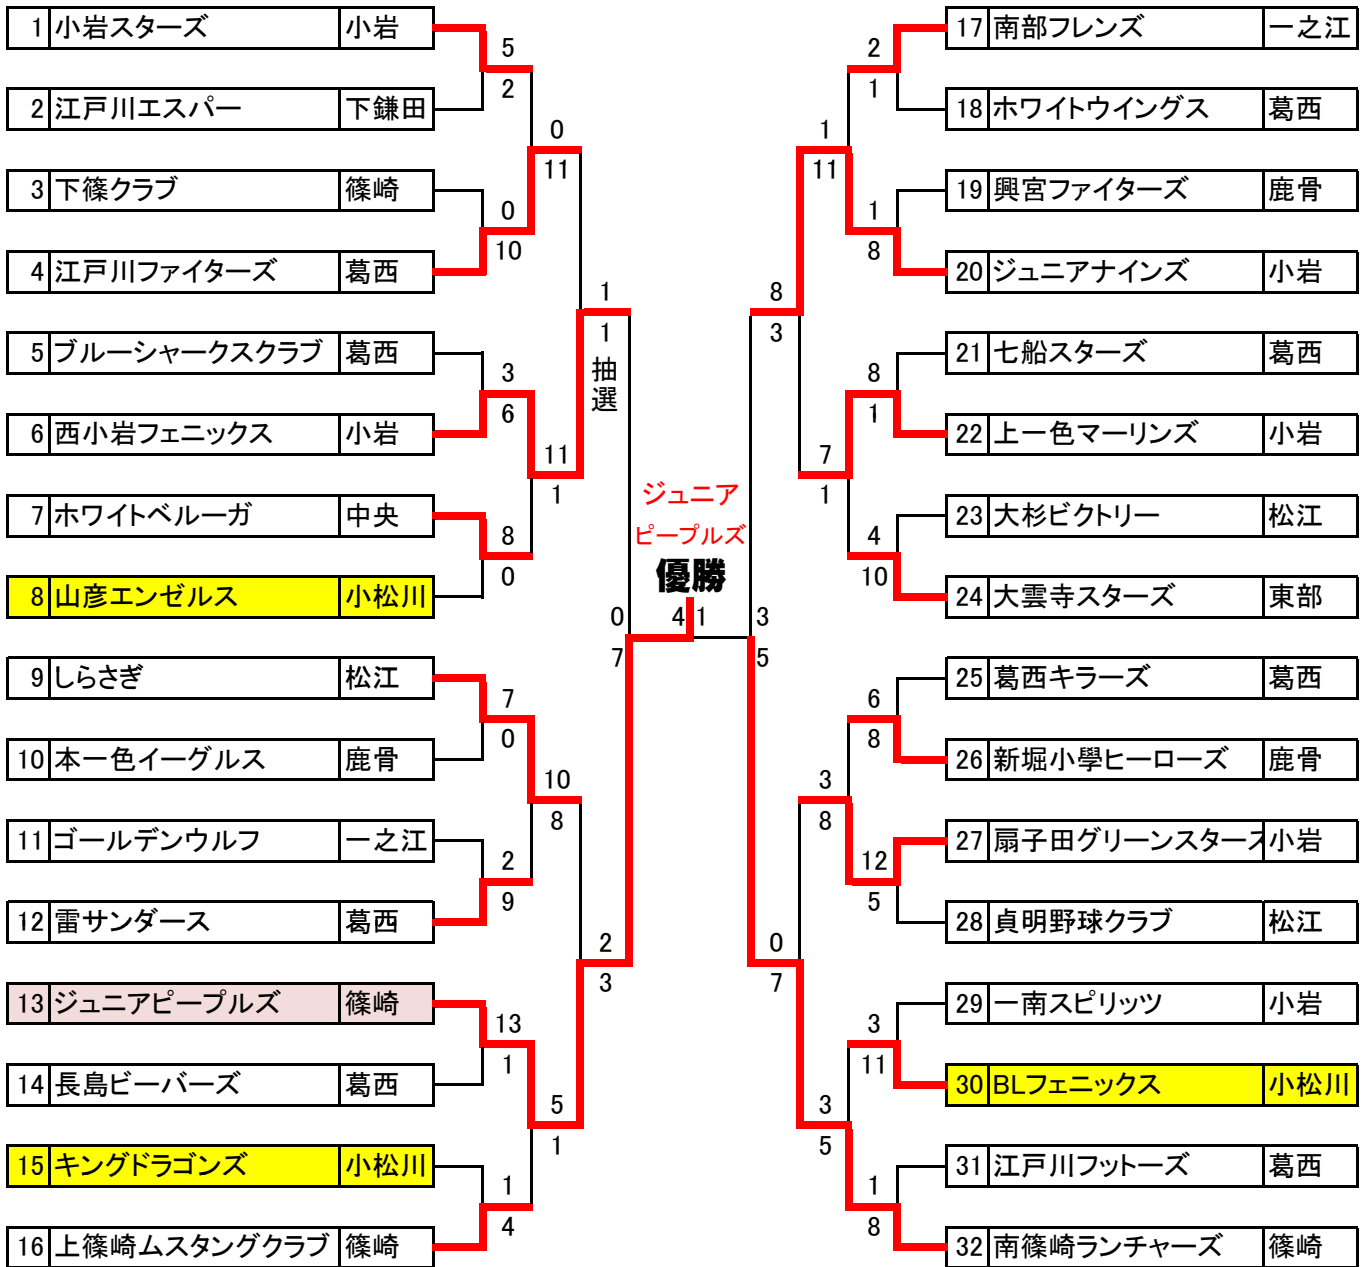 1 小岩スターズ 小岩
2 江戸川エスパー 下鎌田
3 下篠クラブ 篠崎
4 江戸川ファイターズ 葛西
5 ブルーシャークスクラブ 葛西
6 西小岩フェニックス 小岩
7 ホワイトベルーガ 中央
8 山彦エンゼルス 小松川
9 しらさぎ 松江
10 本一色イーグルス 鹿骨
11 ゴールデンウルフ 一之江
12 雷サンダース 葛西
13 ジュニアピープルズ 篠崎
14 長島ビーバーズ 葛西
15 キングドラゴンズ 小松川
16 上篠崎ムスタングクラブ 篠崎
5
2
0
10
3
6
8
0
7
0
2
9
13
1
1
4
0
11
11
1
10
8
5
1
1
1
抽
選
2
3
0
7
ジュニア
ピープルズ
優勝
4 1
3
5
8
3
0
7
1
11
7
1
3
8
3
5
2
1
1
8
8
1
4
10
6
8
12
5
3
11
1
8
17 南部フレンズ 一之江
18 ホワイトウイングス 葛西
19 興宮ファイターズ 鹿骨
20 ジュニアナインズ 小岩
21 七船スターズ 葛西
22 上一色マーリンズ 小岩
23 大杉ビクトリー 松江
24 大雲寺スターズ 東部
25 葛西キラーズ 葛西
26 新堀小學ヒーローズ 鹿骨
27 扇子田グリーンスターズ 小岩
28 貞明野球クラブ 松江
29 一南スピリッツ 小岩
30 BLフェニックス 小松川
31 江戸川フットーズ 葛西
32 南篠崎ランチャーズ 篠崎